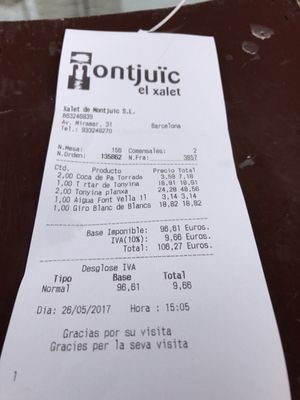 Montjuïc
el xalet
Xalet de Montjuic S.L.
B63246839
Av. Miramar, 31 Barcelona
Tel.: 933249270
N.Mesa: 156 Comensales: 2
N.Orden: 135862 N.Fra: 3857
Ctd. Producto Precio Total
2,00 Coca de Pa Torrada 3,59 7,18
1,00 T rtar de Tonyina 18,91 18,91
2,00 Tonyina planxa 24,28 48,56
1,00 Aigua Font Vella 1l 3,14 3,14
1,00 Giro Blanc de Blancs 18,82 18,82
Base Imponible: 96,61 Euros.
IVA(10%): 9,66 Euros.
Total: 106,27 Euros.
Desglose IVA
Tipo Base Total
Normal 96,61 9,66
Dia: 26/05/2017 Hora : 15:05
Gracias por su visita
Gracies per la seva visita
1